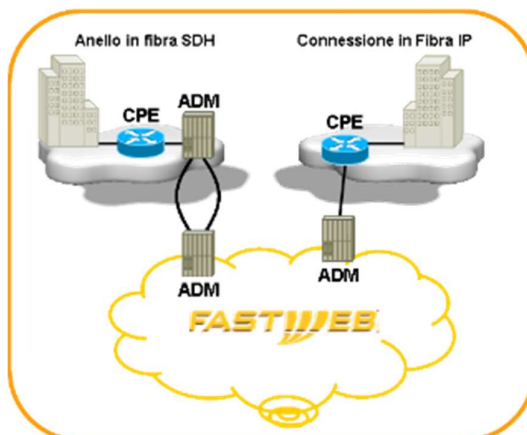 Anello in fibra SDH
Connessione in Fibra IP
CPE
ADM
CPE
ADM
ADM
FASTWEB